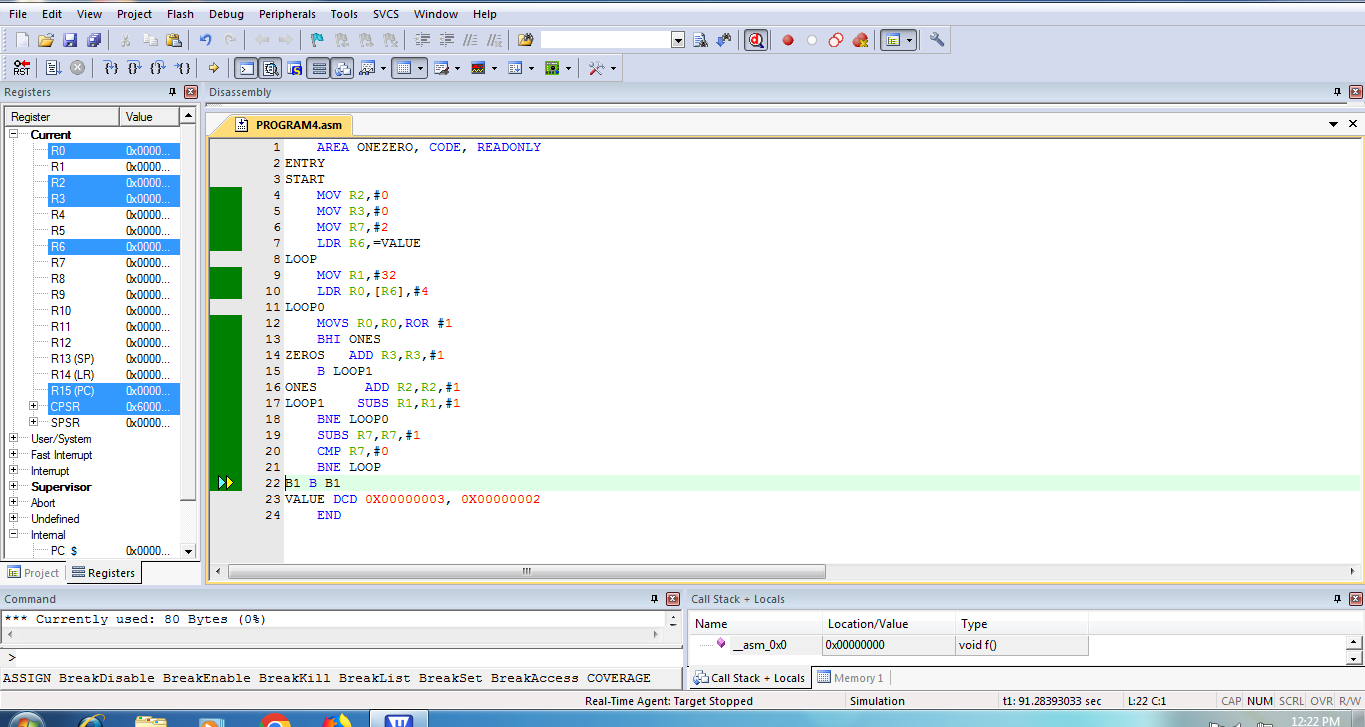 File Edit View Project Flash Debug Peripherals Tools SVCS Window Help
RST
Registers
Register Value
Current
R0 0x0000...
R1 0x0000...
R2 0x0000...
R3 0x0000...
R4 0x0000...
R5 0x0000...
R6 0x0000...
R7 0x0000...
R8 0x0000...
R9 0x0000...
R10 0x0000...
R11 0x0000...
R12 0x0000...
R13 (SP) 0x0000...
R14 (LR) 0x0000...
R15 (PC) 0x0000...
CPSR 0x6000...
SPSR 0x0000...
User/System
Fast Interrupt
Interrupt
Supervisor
Abort
Undefined
Internal
PC $ 0x0000...
Project Registers
Disassembly
PROGRAM4.asm
1 AREA ONEZERO, CODE, READONLY
2 ENTRY
3 START
4 MOV R2,#0
5 MOV R3,#0
6 MOV R7,#2
7 LDR R6,=VALUE
8 LOOP
9 MOV R1,#32
10 LDR R0,[R6],#4
11 LOOP0
12 MOVS R0,R0,ROR #1
13 BHI ONES
14 ZEROS ADD R3,R3,#1
15 B LOOP1
16 ONES ADD R2,R2,#1
17 LOOP1 SUBS R1,R1,#1
18 BNE LOOP0
19 SUBS R7,R7,#1
20 CMP R7,#0
21 BNE LOOP
22 B1 B B1
23 VALUE DCD 0X00000003, 0X00000002
24 END
Command
*** Currently used: 80 Bytes (0%)
>
ASSIGN BreakDisable BreakEnable BreakKill BreakList BreakSet BreakAccess COVERAGE
Call Stack + Locals
Name Location/Value Type
__asm_0x0 0x00000000 void f()
Call Stack + Locals Memory 1
Real-Time Agent: Target Stopped Simulation t1: 91.28393033 sec L:22 C:1 CAP NUM SCRL OVR R/W
12:22 PM